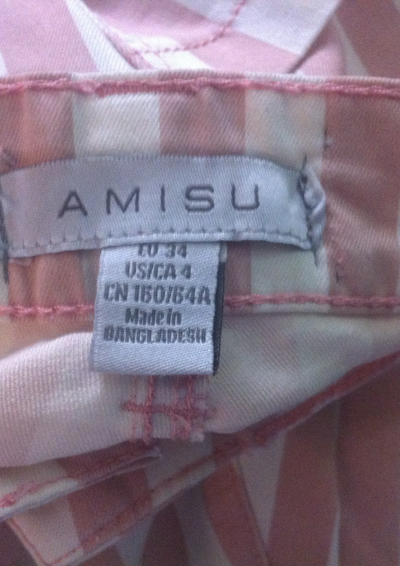 AMISU
EU 34
US/CA 4
CN 160/64A
Made in
BANGLADESH